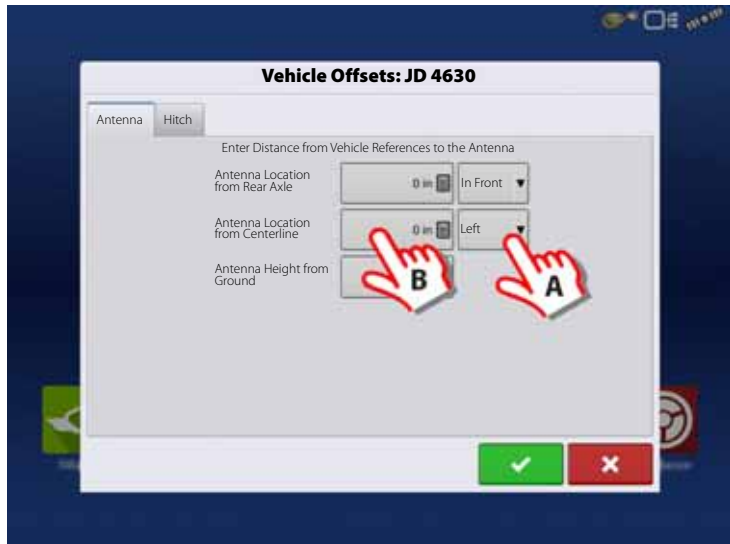 Vehicle Offsets: JD 4630
Antenna Hitch
Enter Distance from Vehicle References to the Antenna
Antenna Location
from Rear Axle
0 in In Front
Antenna Location
from Centerline
0 in Left
Antenna Height from
Ground
B A